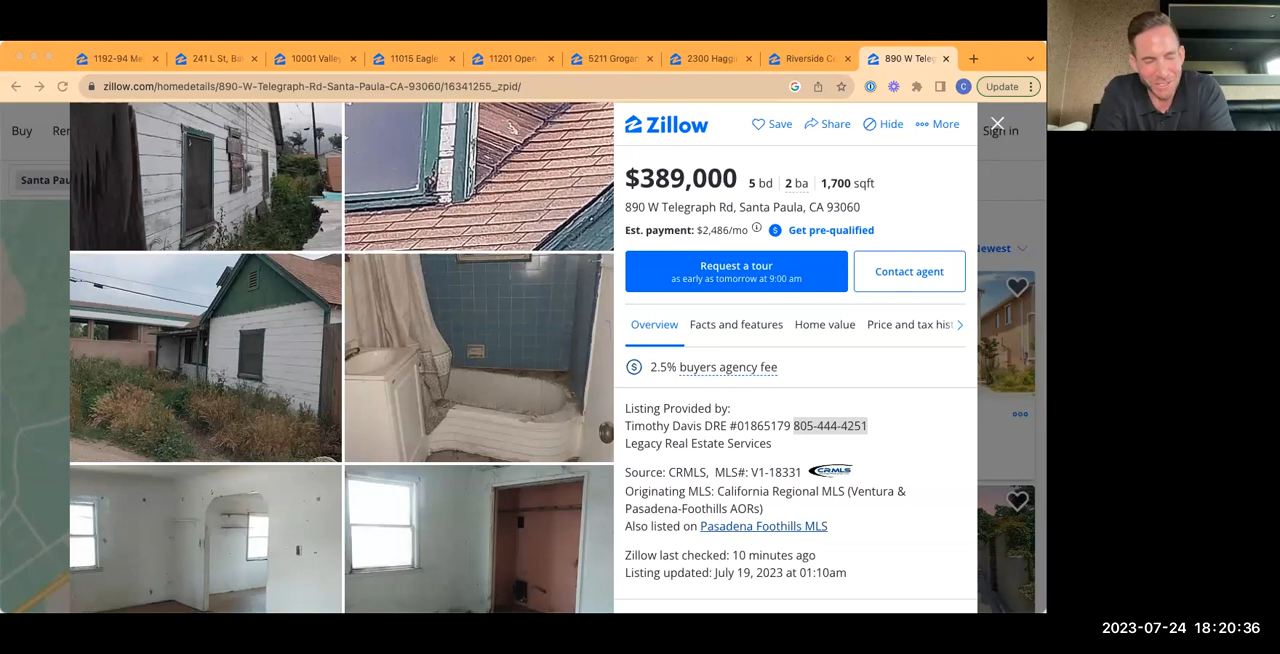 1192-94 Me
241 L St, Ba
10001 Valley
11015 Eagle
11201 Open
5211 Grogan
2300 Hagga
Riverside Co
890 W Teleg
zillow.com/homedetails/890-W-Telegraph-Rd-Santa-Paula-CA-93060/16341255_zpid/
C
Update
Buy
Ren
Zillow
Save
Share
Hide
More
Sign in
Santa Pau
$389,000 5 bd 2 ba 1,700 sqft
890 W Telegraph Rd, Santa Paula, CA 93060
Est. payment: $2,486/mo Get pre-qualified
Newest
Request a tour
as early as tomorrow at 9:00 am
Contact agent
Overview Facts and features Home value Price and tax hist
2.5% buyers agency fee
Listing Provided by:
Timothy Davis DRE #01865179 805-444-4251
Legacy Real Estate Services
Source: CRMLS, MLS#: V1-18331 CRMLS
Originating MLS: California Regional MLS (Ventura &
Pasadena-Foothills AORs)
Also listed on Pasadena Foothills MLS
Zillow last checked: 10 minutes ago
Listing updated: July 19, 2023 at 01:10am
2023-07-24 18:20:36